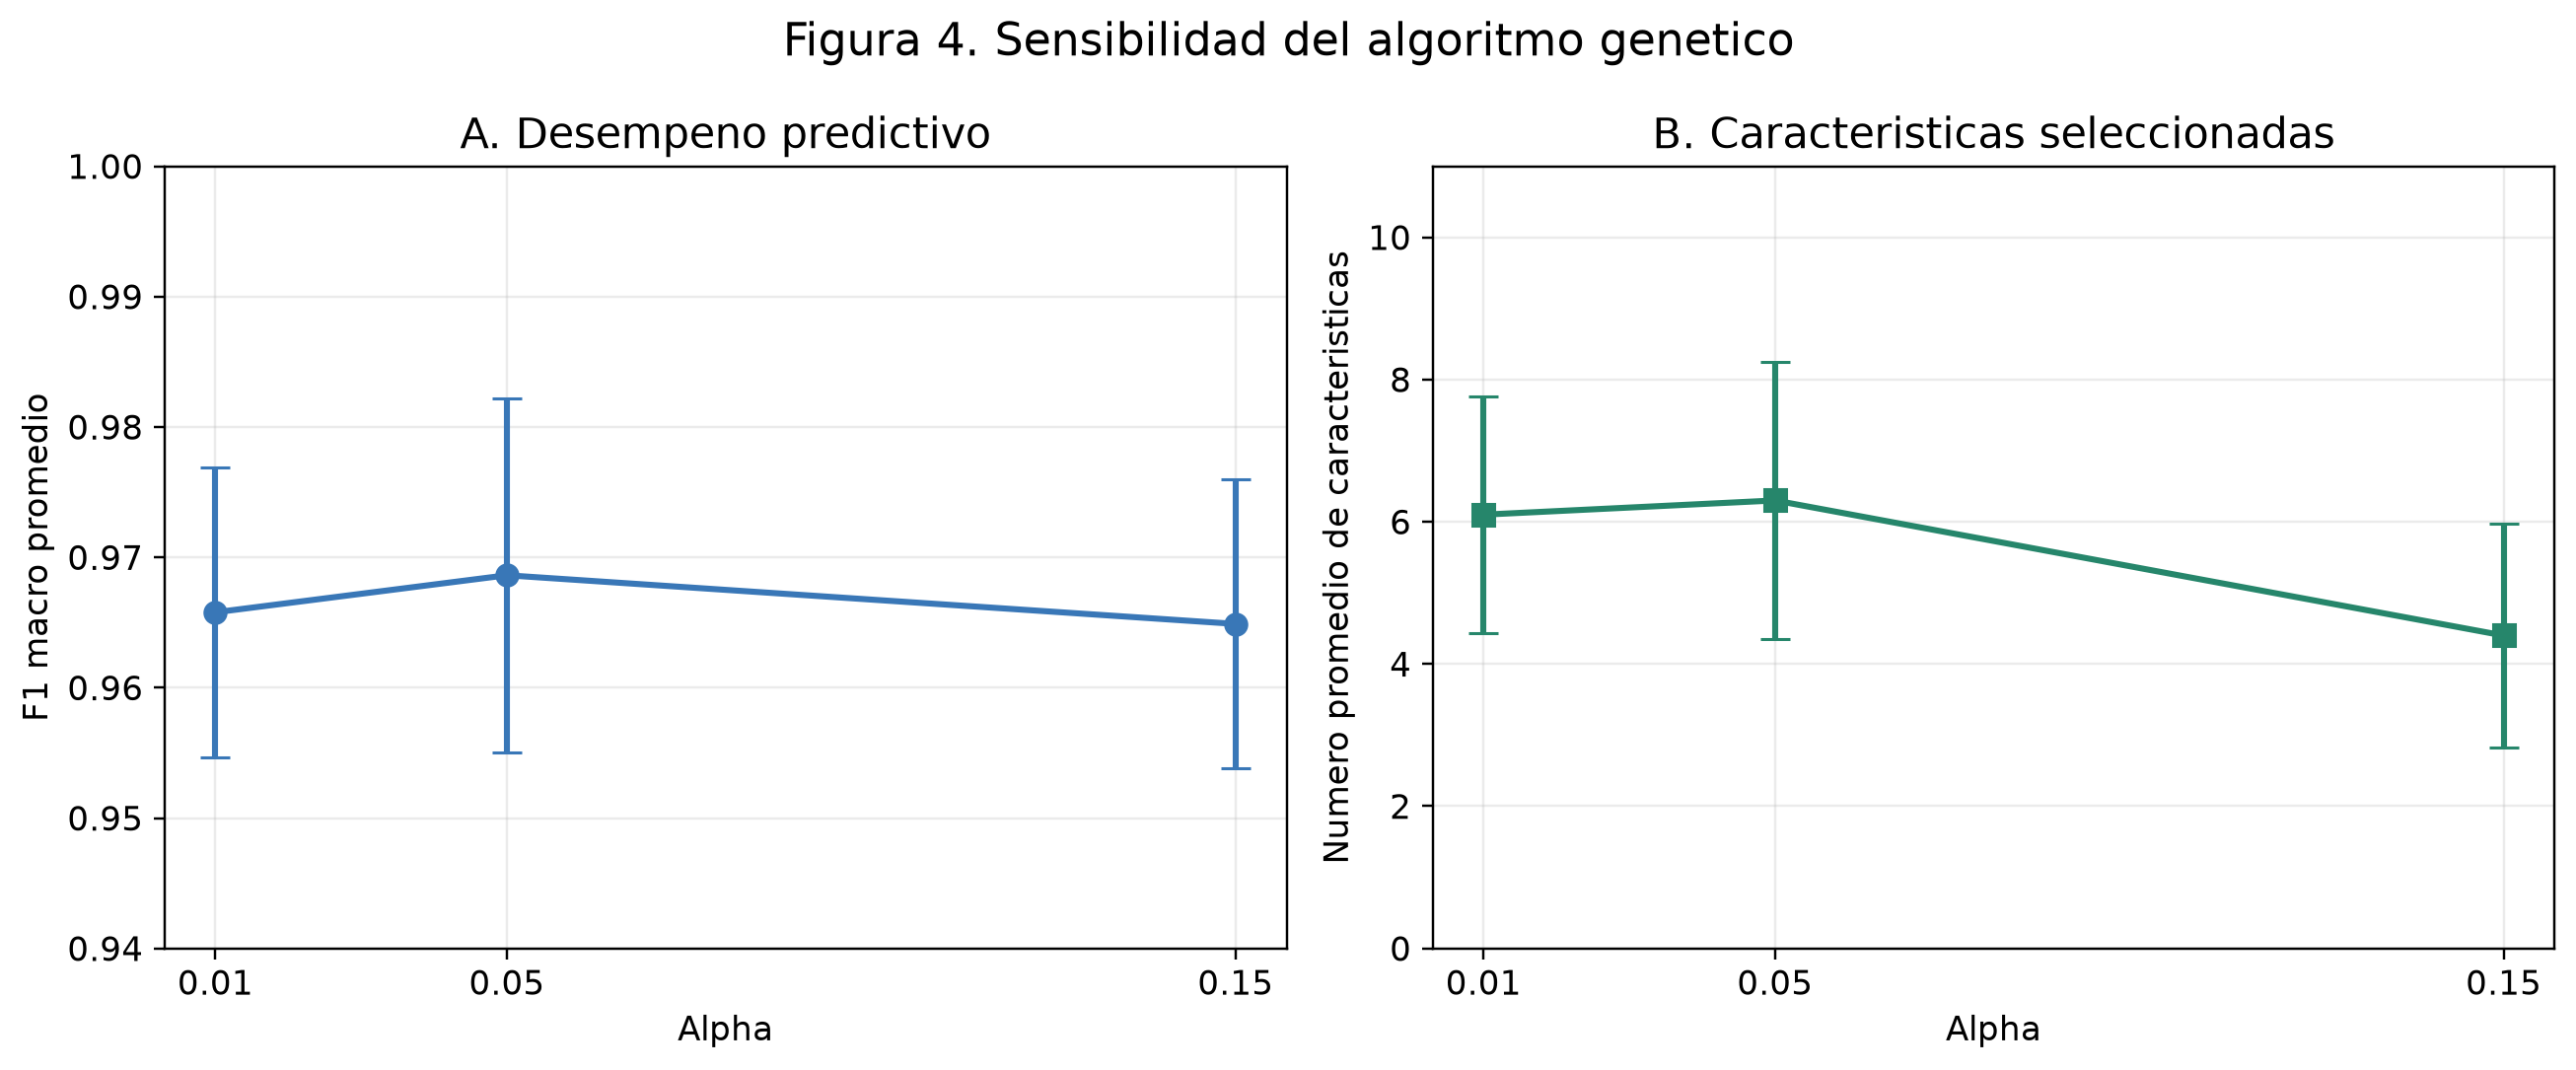 Figura 4. Sensibilidad del algoritmo genetico
A. Desempeno predictivo
1.00
0.99
0.98
0.97
0.96
0.95
0.94
F1 macro promedio
0.01
0.05
0.15
Alpha
B. Caracteristicas seleccionadas
10
8
6
4
2
0
Numero promedio de caracteristicas
0.01
0.05
0.15
Alpha